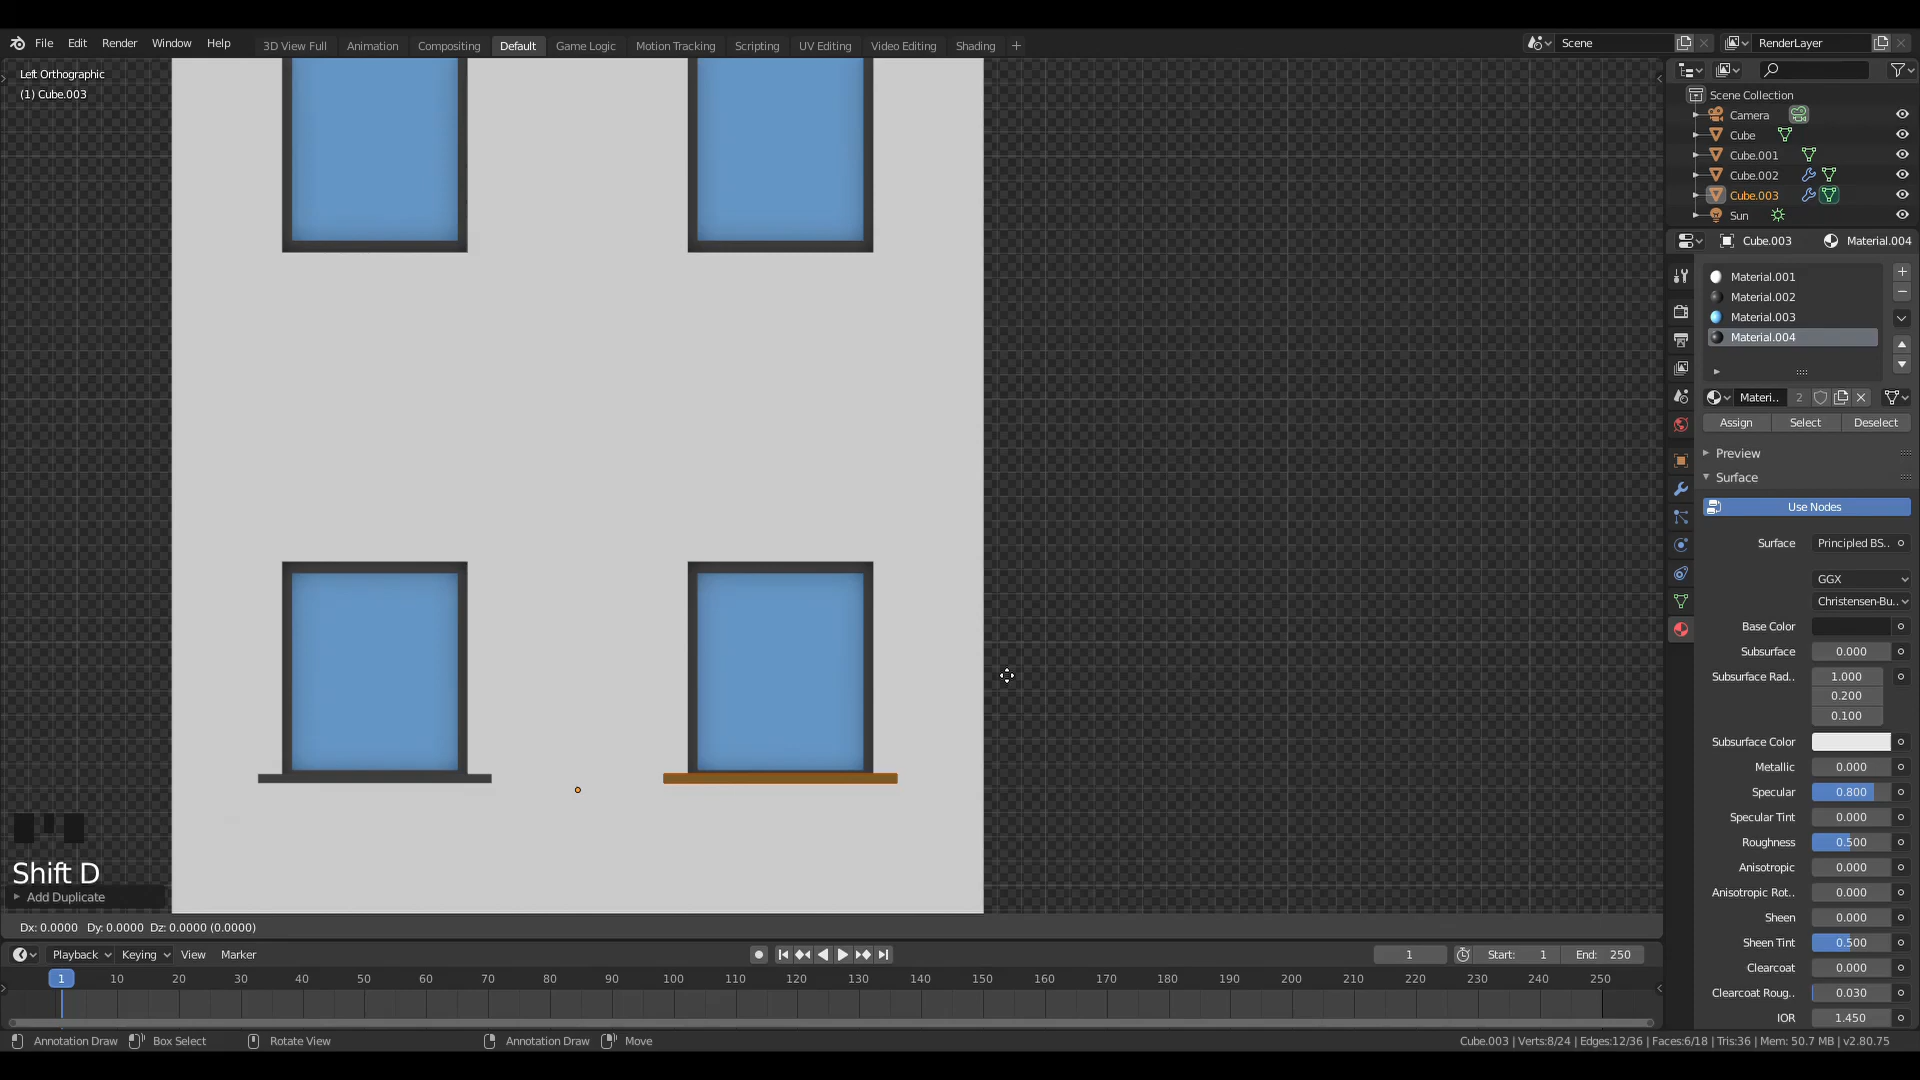 File Edit Render Window Help 3D View Full Animation Compositing Default Game Logic Motion Tracking Scripting UV Editing Video Editing Shading + Scene RenderLayer
Left Orthographic
(1) Cube.003
Scene Collection
Camera
Cube
Cube.001
Cube.002
Cube.003
Sun
Cube.003 Material.004
Material.001
Material.002
Material.003
Material.004
Materi.. 2
Assign Select Deselect
Preview
Surface
Use Nodes
Surface Principled BS..
GGX
Christensen-Bu..
Base Color
Subsurface 0.000
Subsurface Rad.. 1.000
0.200
0.100
Subsurface Color
Metallic 0.000
Specular 0.800
Specular Tint 0.000
Roughness 0.500
Anisotropic 0.000
Anisotropic Rot.. 0.000
Sheen 0.000
Sheen Tint 0.500
Clearcoat 0.000
Clearcoat Roug.. 0.030
IOR 1.450
Shift D
Add Duplicate
Dx: 0.0000 Dy: 0.0000 Dz: 0.0000 (0.0000)
Playback Keying View Marker 1 Start: 1 End: 250
1 10 20 30 40 50 60 70 80 90 100 110 120 130 140 150 160 170 180 190 200 210 220 230 240 250
Annotation Draw Box Select Rotate View Annotation Draw Move Cube.003 | Verts:8/24 | Edges:12/36 | Faces:6/18 | Tris:36 | Mem: 50.7 MB | v2.80.75